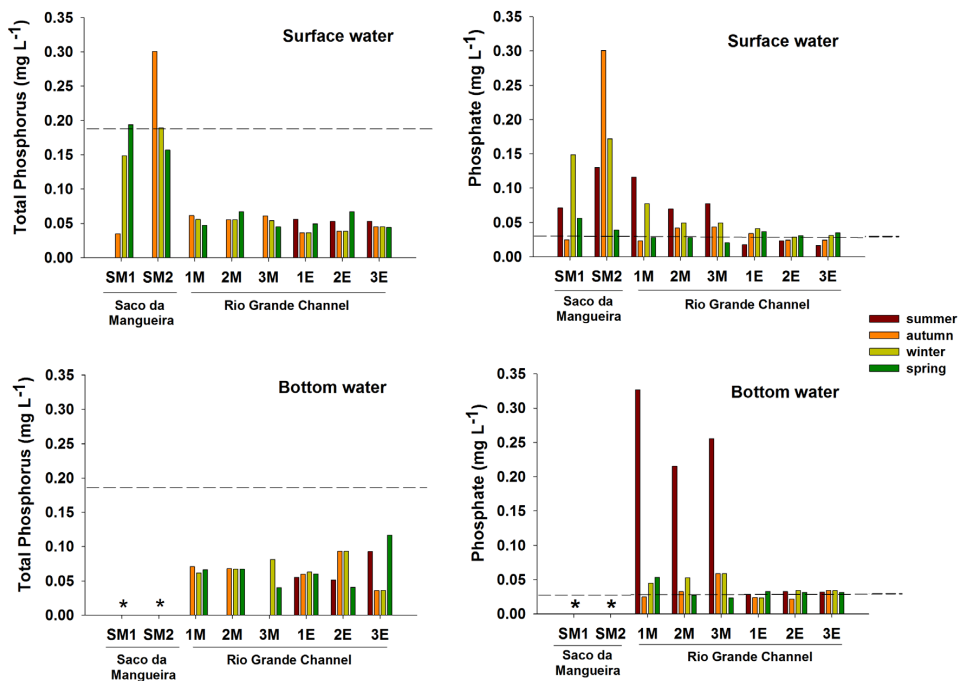 Surface water
Total Phosphorus (mg L-1)
0.35
0.30
0.25
0.20
0.15
0.10
0.05
0.00
SM1 SM2 1M 2M 3M 1E 2E 3E
Saco da
Mangueira
Rio Grande Channel
Surface water
Phosphate (mg L-1)
0.35
0.30
0.25
0.20
0.15
0.10
0.05
0.00
SM1 SM2 1M 2M 3M 1E 2E 3E
Saco da
Mangueira
Rio Grande Channel
summer
autumn
winter
spring
Bottom water
Total Phosphorus (mg L-1)
0.35
0.30
0.25
0.20
0.15
0.10
0.05
0.00
* *
SM1 SM2 1M 2M 3M 1E 2E 3E
Saco da
Mangueira
Rio Grande Channel
Bottom water
Phosphate (mg L-1)
0.35
0.30
0.25
0.20
0.15
0.10
0.05
0.00
* *
SM1 SM2 1M 2M 3M 1E 2E 3E
Saco da
Mangueira
Rio Grande Channel